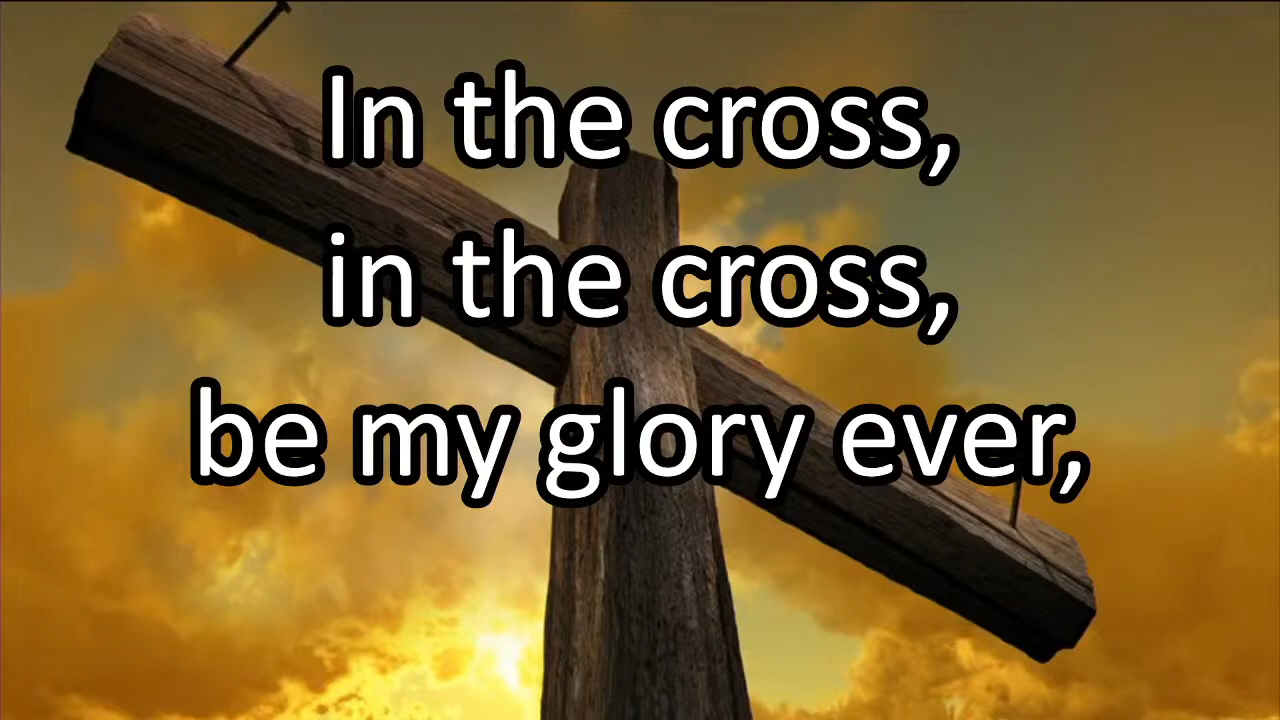 In the cross,
in the cross,
be my glory ever,